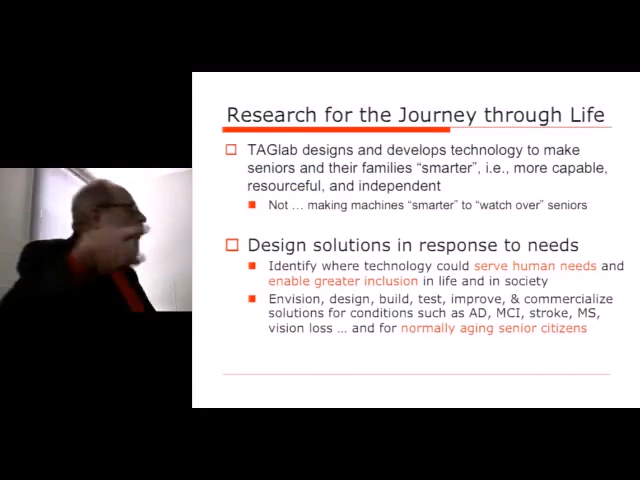 Research for the Journey through Life
TAGlab designs and develops technology to make
seniors and their families “smarter”, i.e., more capable,
resourceful, and independent
Not … making machines “smarter” to “watch over” seniors
Design solutions in response to needs
Identify where technology could serve human needs and
enable greater inclusion in life and in society
Envision, design, build, test, improve, & commercialize
solutions for conditions such as AD, MCI, stroke, MS,
vision loss … and for normally aging senior citizens